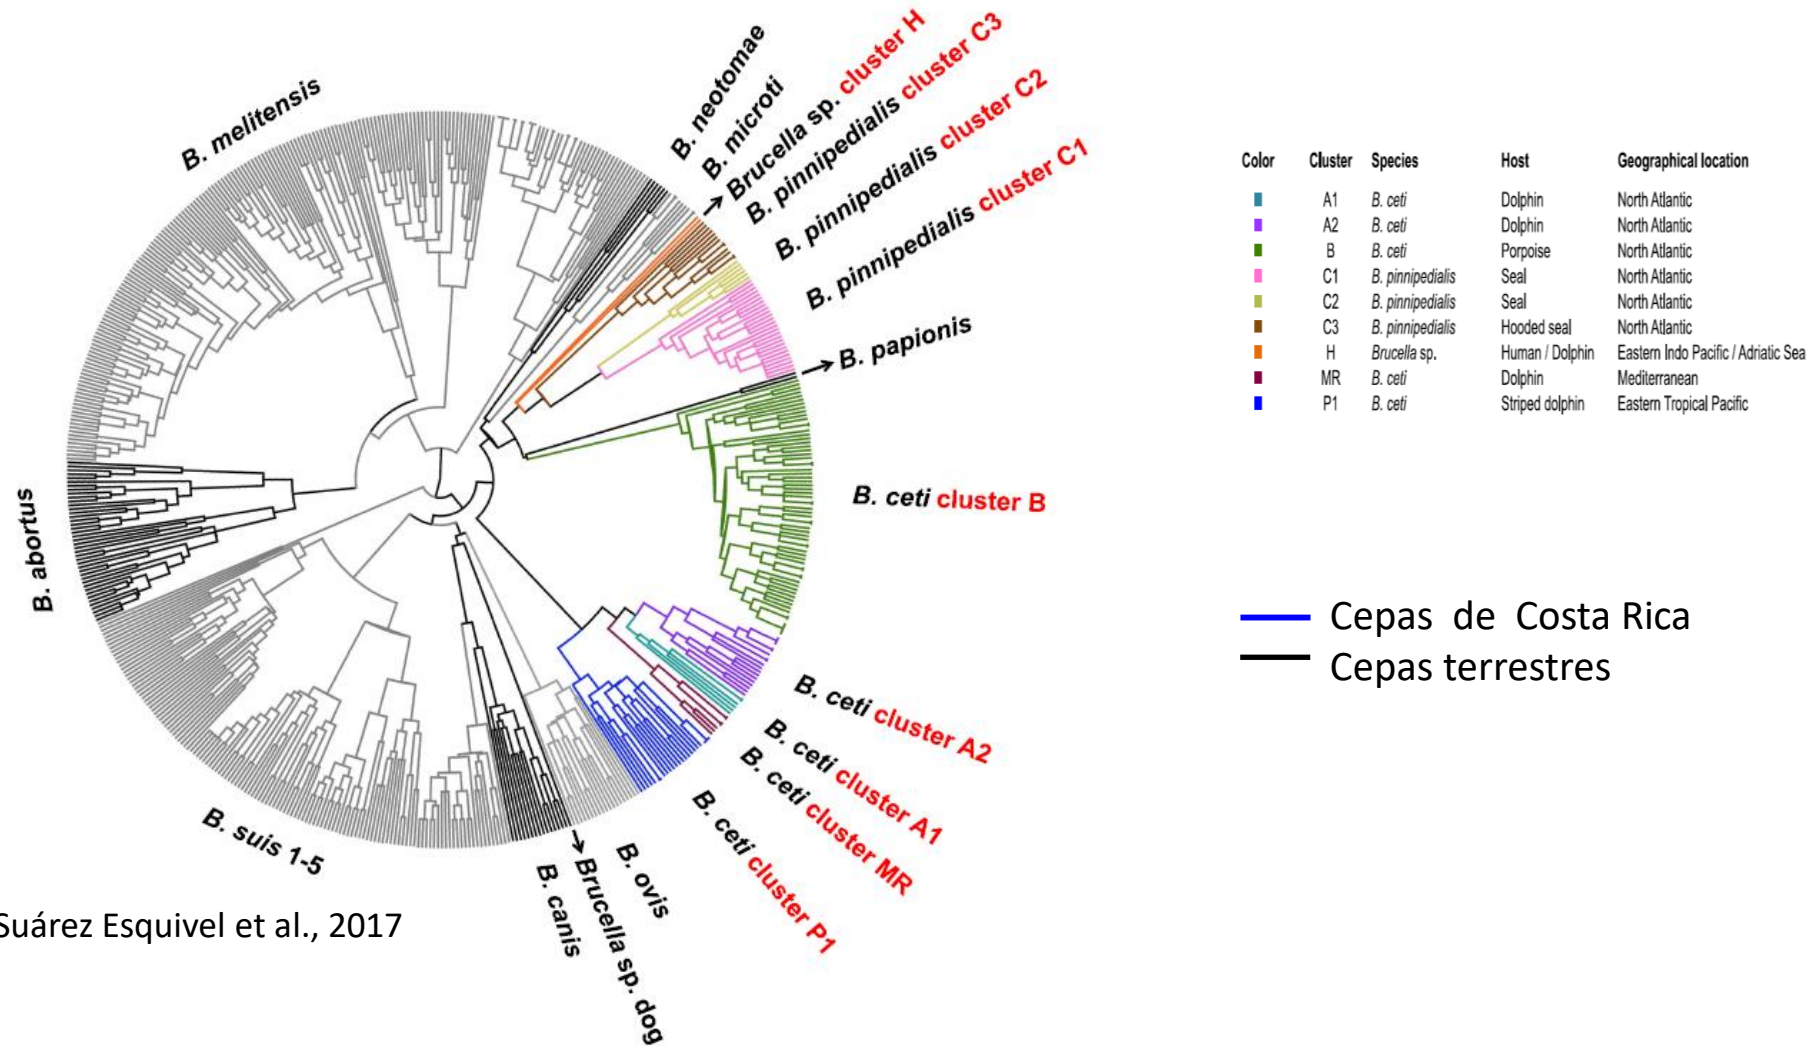 B. melitensis
B. neotomae
B. microti
Brucella sp. cluster H
B. pinnipedialis cluster C3
B. pinnipedialis cluster C2
B. pinnipedialis cluster C1
B. papionis
B. ceti cluster B
B. ceti cluster A2
B. ceti cluster A1
B. ceti cluster MR
B. ceti cluster P1
B. ovis
Brucella sp. dog
B. canis
B. suis 1-5
B. abortus
Color Cluster Species Host Geographical location
A1 B. ceti Dolphin North Atlantic
A2 B. ceti Dolphin North Atlantic
B B. ceti Porpoise North Atlantic
C1 B. pinnipedialis Seal North Atlantic
C2 B. pinnipedialis Seal North Atlantic
C3 B. pinnipedialis Hooded seal North Atlantic
H Brucella sp. Human / Dolphin Eastern Indo Pacific / Adriatic Sea
MR B. ceti Dolphin Mediterranean
P1 B. ceti Striped dolphin Eastern Tropical Pacific
Cepas de Costa Rica
Cepas terrestres
Suárez Esquivel et al., 2017